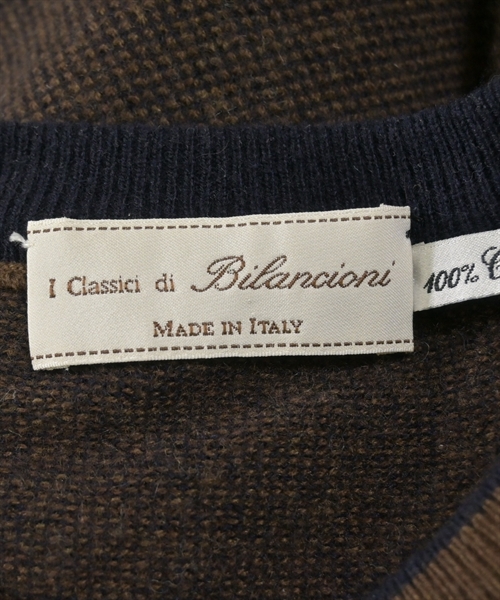 I Classici di Bilancioni
MADE IN ITALY
100%